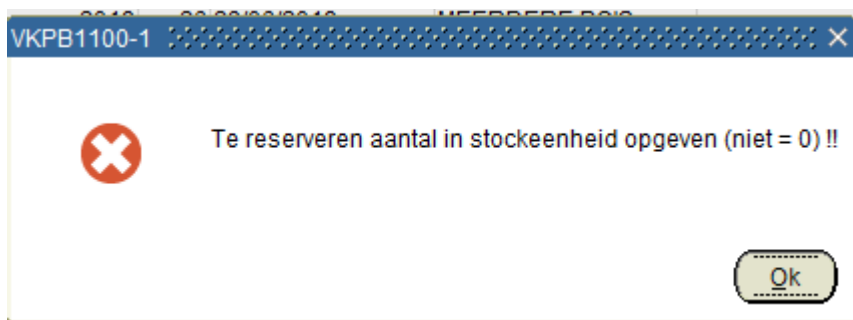 VKPB1100-1
Te reserveren aantal in stockeenheid opgeven (niet = 0) !!
Ok